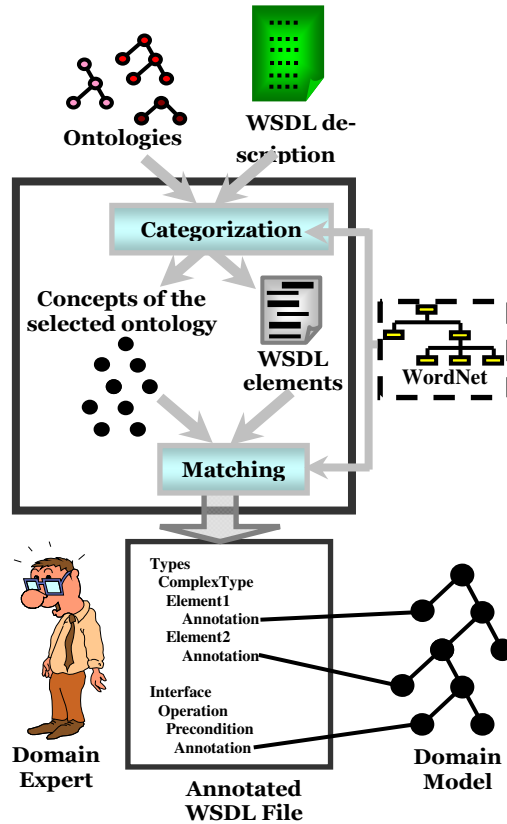 Ontologies
WSDL de-
scription
Categorization
Concepts of the
selected ontology
WSDL
elements
WordNet
Matching
Types
ComplexType
Element1
Annotation
Element2
Annotation
Interface
Operation
Precondition
Annotation
Domain
Expert
Annotated
WSDL File
Domain
Model